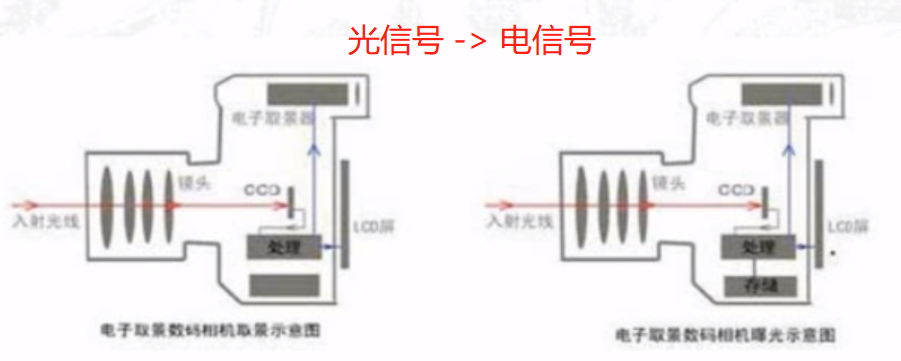 光信号 -> 电信号
电子取景器
镜头
CCD
入射光线
LCD屏
处理
电子取景数码相机取景示意图
电子取景器
镜头
CCD
入射光线
LCD屏
处理
存储
电子取景数码相机曝光示意图